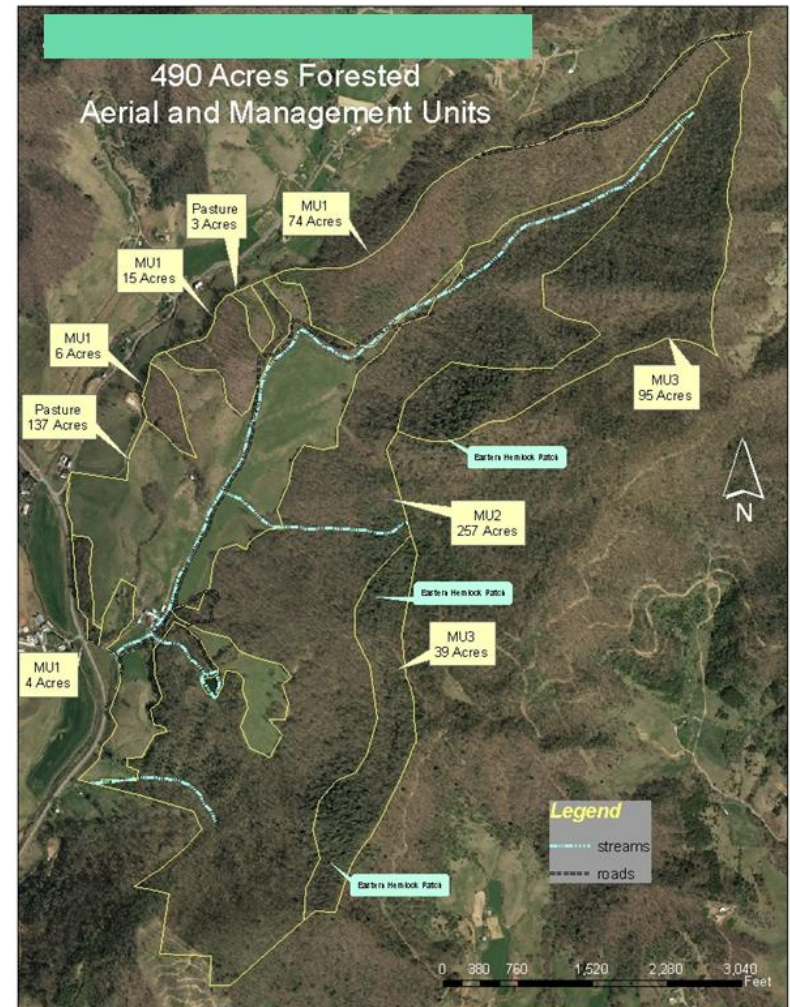 490 Acres Forested
Aerial and Management Units
MU1
74 Acres
Pasture
3 Acres
MU1
15 Acres
MU1
6 Acres
Pasture
137 Acres
MU3
95 Acres
Eastern Hemlock Patch
N
MU2
257 Acres
Eastern Hemlock Patch
MU3
39 Acres
MU1
4 Acres
Legend
streams
roads
Eastern Hemlock Patch
0 380 760 1,520 2,280 3,040
Feet